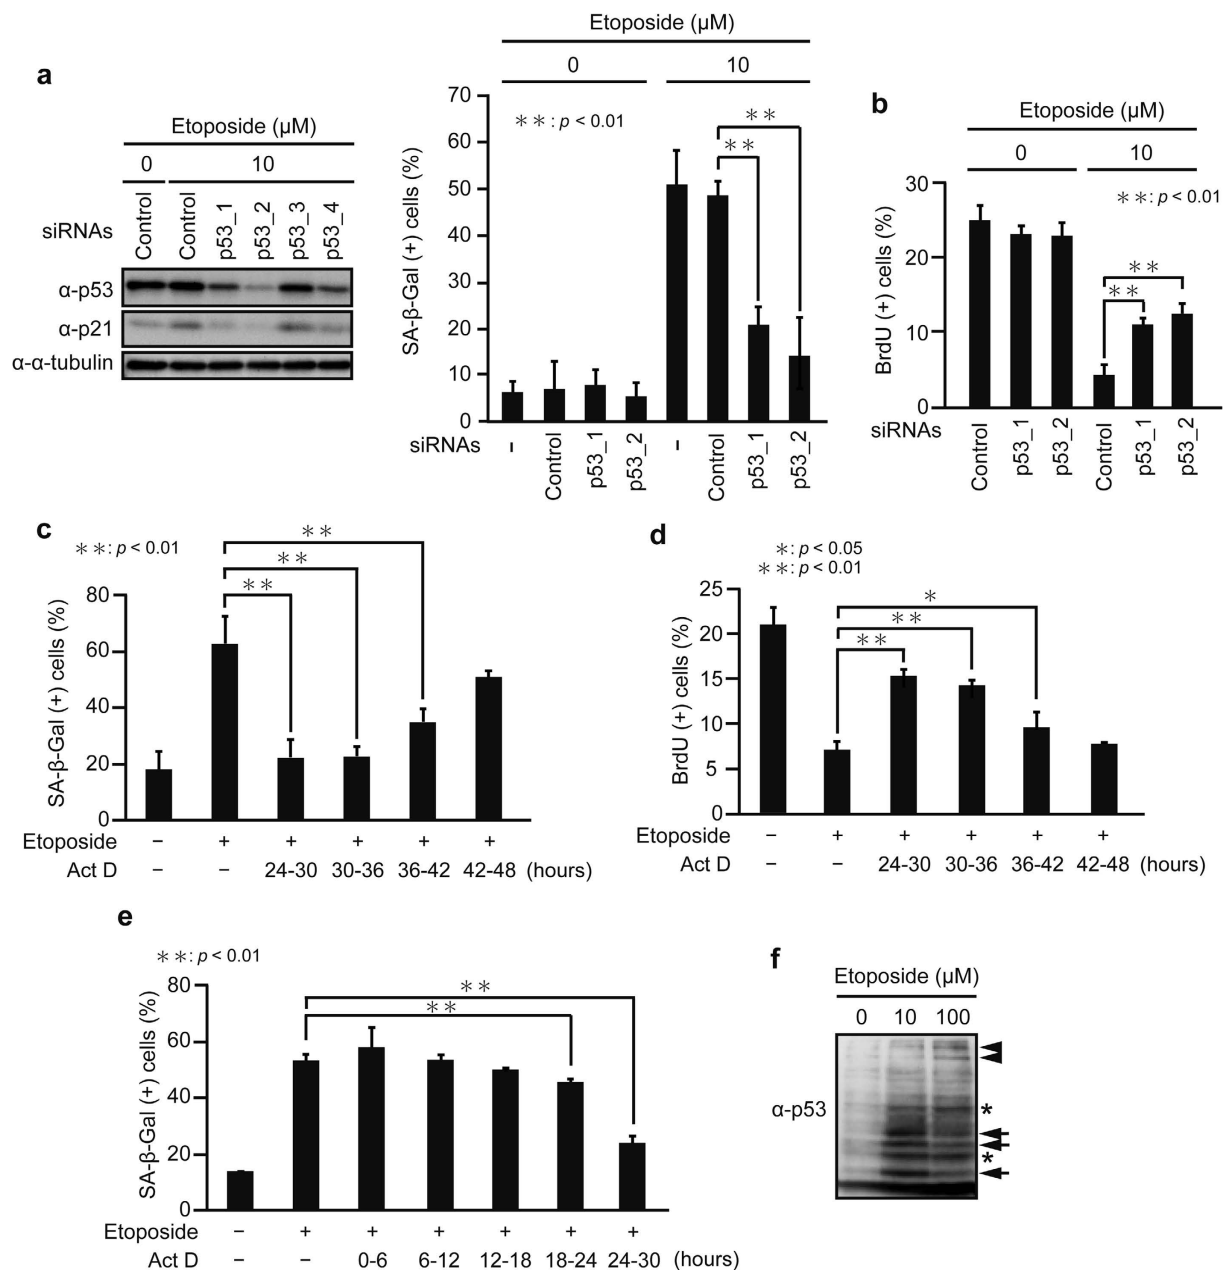 a
Etoposide (μM)
0 10
siRNAs
Control
Control
p53_1
p53_2
p53_3
p53_4
α-p53
α-p21
α-α-tubulin
Etoposide (μM)
0 10
**: p < 0.01
** 
**
SA-β-Gal (+) cells (%)
70
60
50
40
30
20
10
0
siRNAs
–
Control
p53_1
p53_2
–
Control
p53_1
p53_2
b
Etoposide (μM)
0 10
**: p < 0.01
**
**
BrdU (+) cells (%)
30
20
10
0
siRNAs
Control
p53_1
p53_2
Control
p53_1
p53_2
c
**: p < 0.01
**
**
**
SA-β-Gal (+) cells (%)
80
60
40
20
0
Etoposide – + + + + +
Act D – – 24-30 30-36 36-42 42-48 (hours)
d
*: p < 0.05
**: p < 0.01
*
**
**
BrdU (+) cells (%)
25
20
15
10
5
0
Etoposide – + + + + +
Act D – – 24-30 30-36 36-42 42-48 (hours)
e
**: p < 0.01
**
**
SA-β-Gal (+) cells (%)
80
60
40
20
0
Etoposide – + + + + + +
Act D – – 0-6 6-12 12-18 18-24 24-30 (hours)
f
Etoposide (μM)
0 10 100
α-p53
*
*